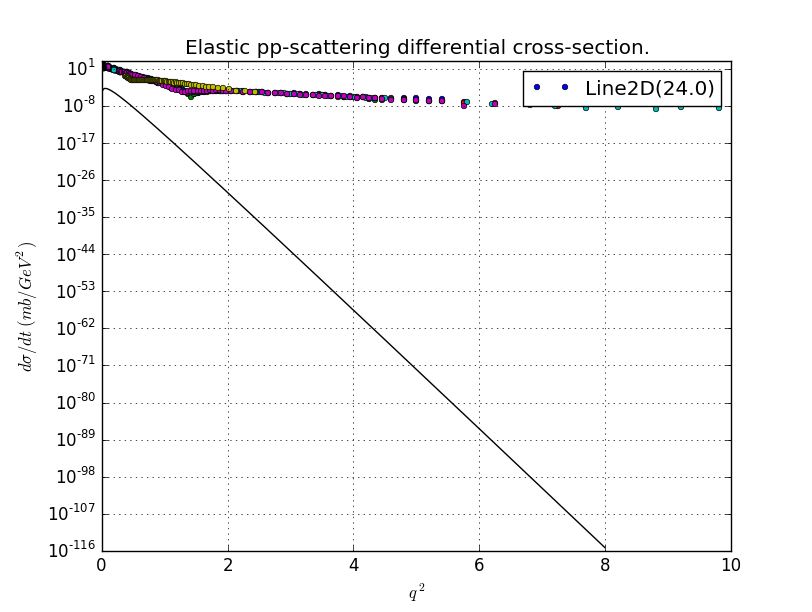 Elastic pp-scattering differential cross-section.
Line2D(24.0)
10^1
10^-8
10^-17
10^-26
10^-35
10^-44
10^-53
10^-62
10^-71
10^-80
10^-89
10^-98
10^-107
10^-116
dσ/dt (mb/GeV^2)
0 2 4 6 8 10
q^2